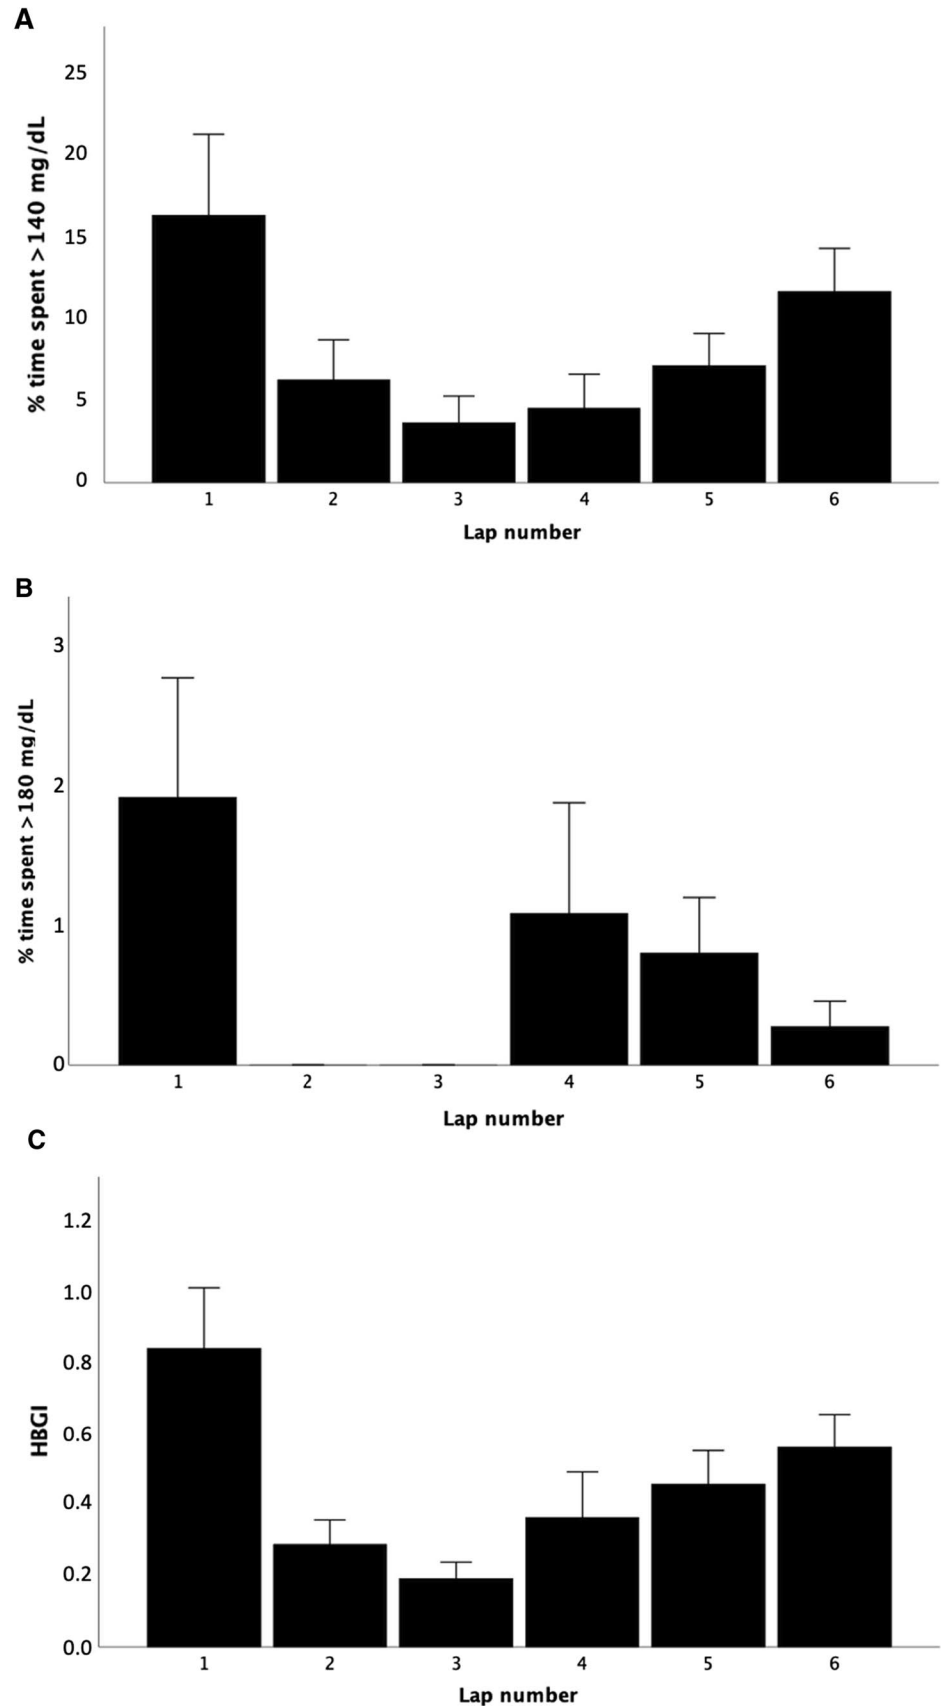 A
% time spent >140 mg/dL
25
20
15
10
5
0
1 2 3 4 5 6
Lap number
B
% time spent >180 mg/dL
3
2
1
0
1 2 3 4 5 6
Lap number
C
HBGI
1.2
1.0
0.8
0.6
0.4
0.2
0.0
1 2 3 4 5 6
Lap number